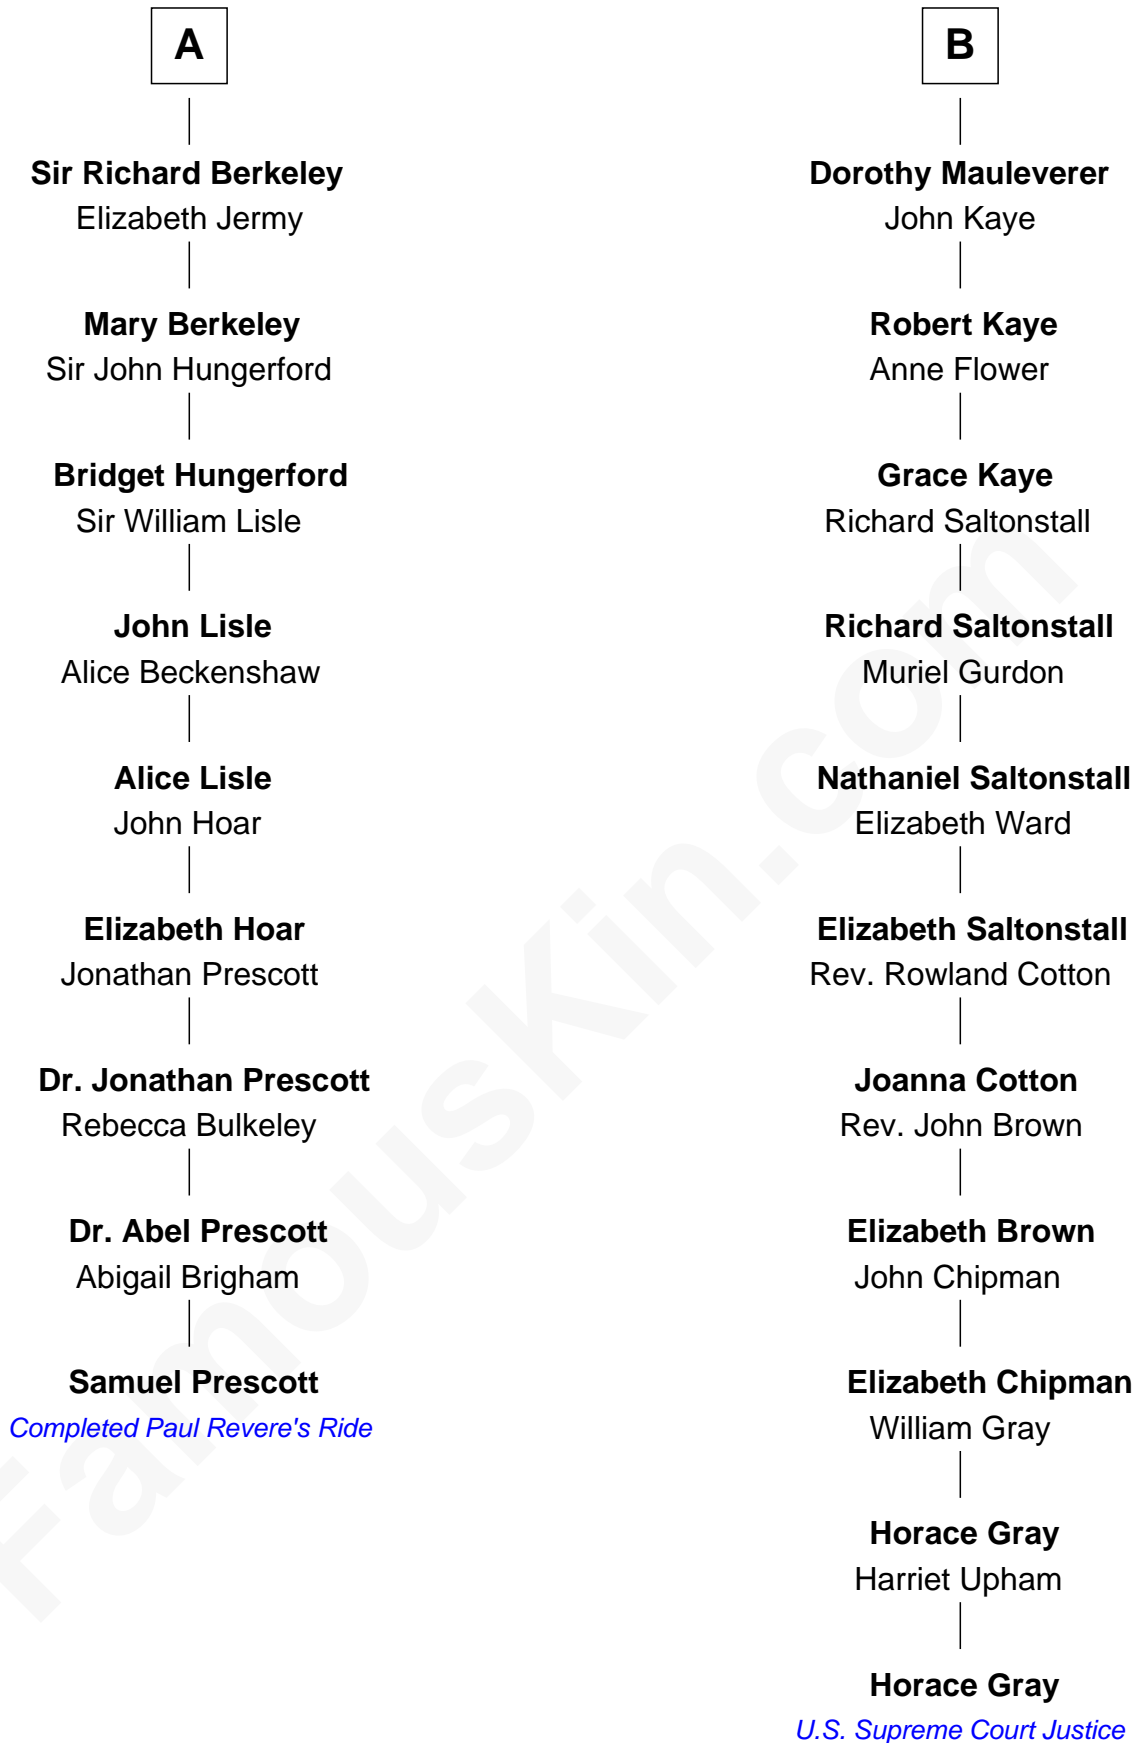 A
Sir Richard Berkeley
Elizabeth Jermy
Mary Berkeley
Sir John Hungerford
Bridget Hungerford
Sir William Lisle
John Lisle
Alice Beckenshaw
Alice Lisle
John Hoar
Elizabeth Hoar
Jonathan Prescott
Dr. Jonathan Prescott
Rebecca Bulkeley
Dr. Abel Prescott
Abigail Brigham
Samuel Prescott
Completed Paul Revere's Ride
B
Dorothy Mauleverer
John Kaye
Robert Kaye
Anne Flower
Grace Kaye
Richard Saltonstall
Richard Saltonstall
Muriel Gurdon
Nathaniel Saltonstall
Elizabeth Ward
Elizabeth Saltonstall
Rev. Rowland Cotton
Joanna Cotton
Rev. John Brown
Elizabeth Brown
John Chipman
Elizabeth Chipman
William Gray
Horace Gray
Harriet Upham
Horace Gray
U.S. Supreme Court Justice
FamousKin.com